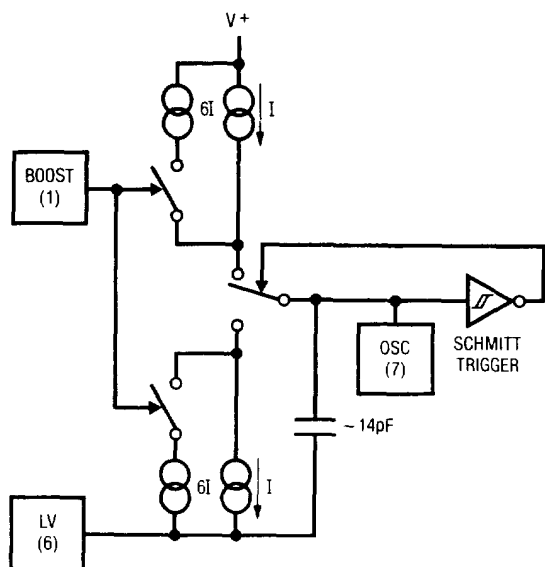 V+
6I
I
BOOST
(1)
OSC
(7)
SCHMITT
TRIGGER
~14pF
6I
I
LV
(6)